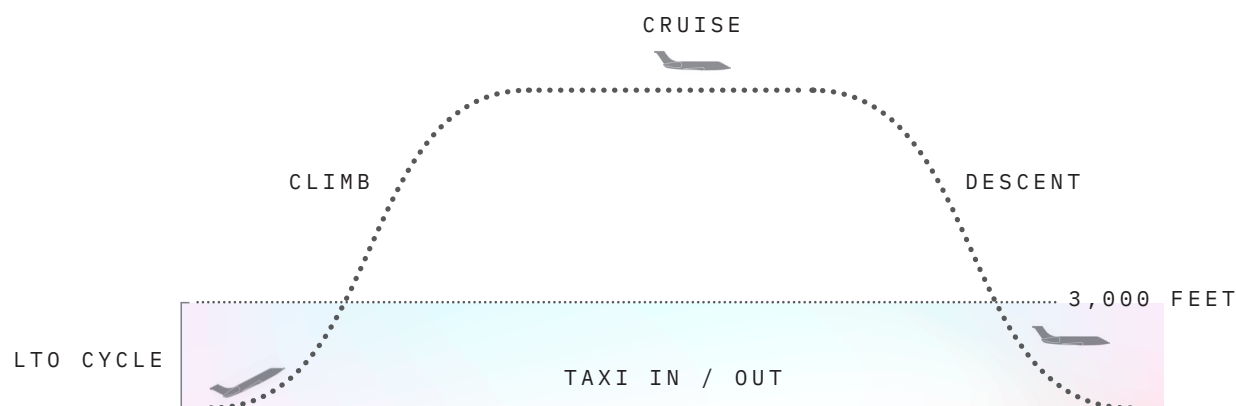 CRUISE
CLIMB
DESCENT
3,000 FEET
LTO CYCLE
TAXI IN / OUT